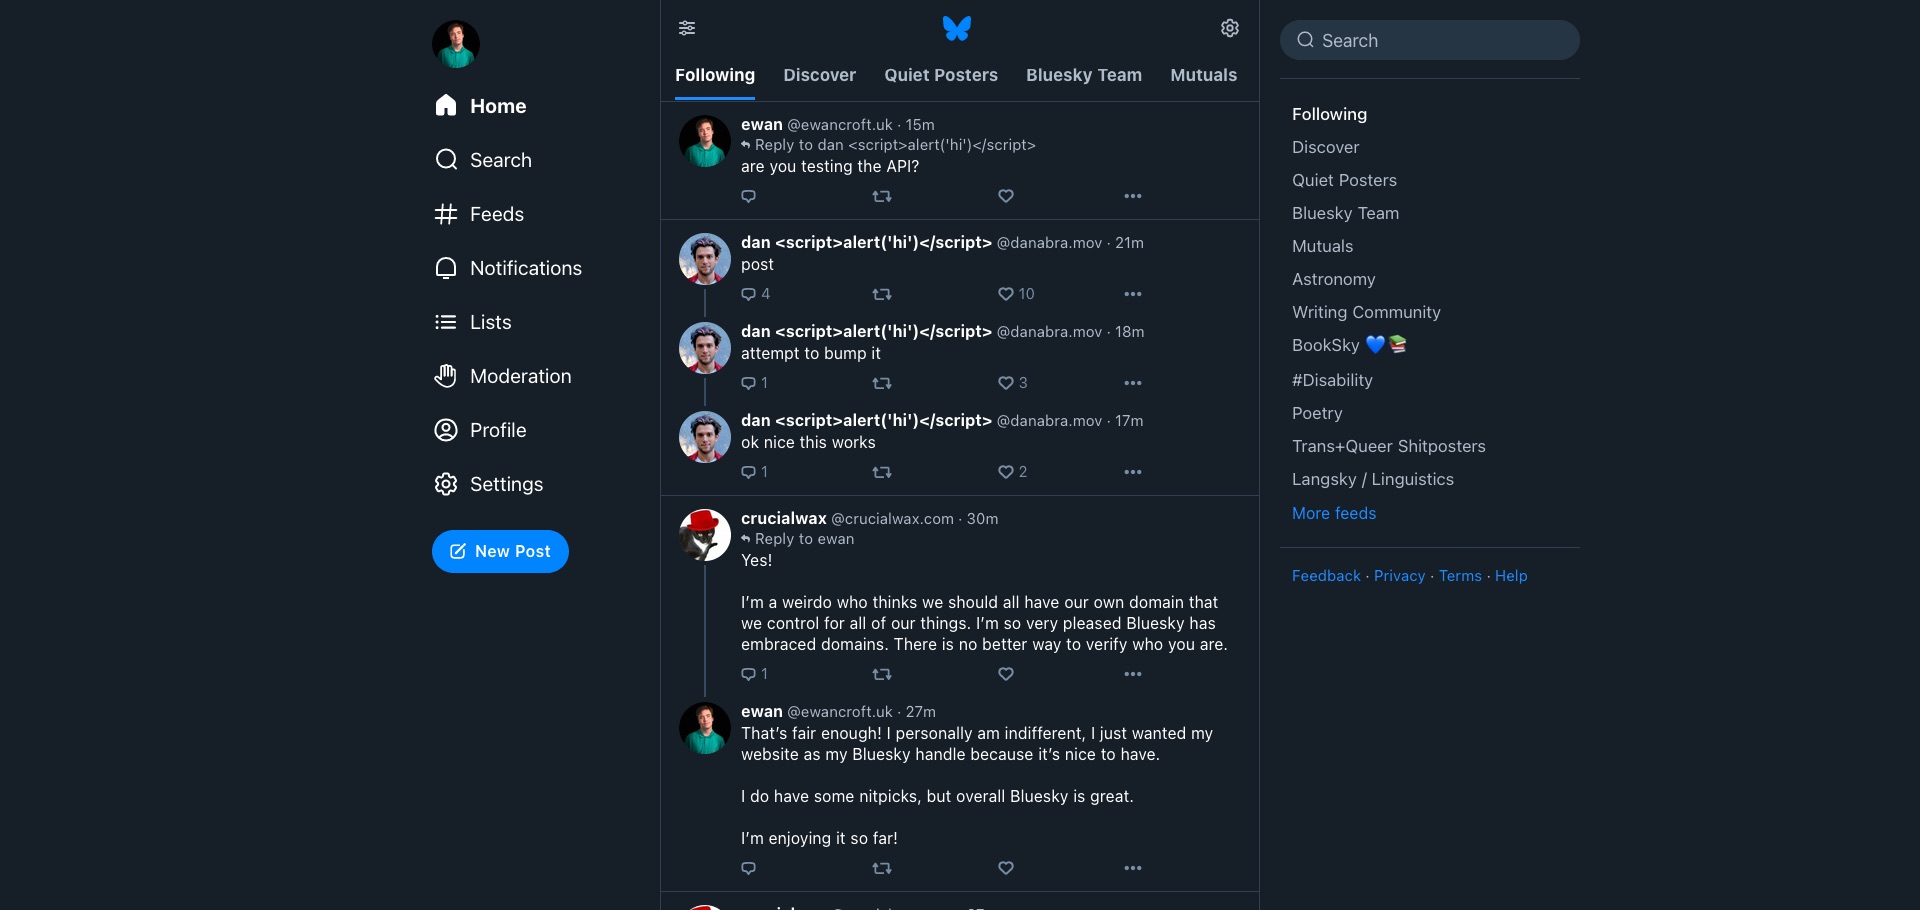 Home
Search
Feeds
Notifications
Lists
Moderation
Profile
Settings
New Post
Following Discover Quiet Posters Bluesky Team Mutuals
ewan @ewancroft.uk · 15m
Reply to dan <script>alert('hi')</script>
are you testing the API?
dan <script>alert('hi')</script> @danabra.mov · 21m
post
4 10
dan <script>alert('hi')</script> @danabra.mov · 18m
attempt to bump it
1 3
dan <script>alert('hi')</script> @danabra.mov · 17m
ok nice this works
1 2
crucialwax @crucialwax.com · 30m
Reply to ewan
Yes!
I’m a weirdo who thinks we should all have our own domain that
we control for all of our things. I’m so very pleased Bluesky has
embraced domains. There is no better way to verify who you are.
1
ewan @ewancroft.uk · 27m
That’s fair enough! I personally am indifferent, I just wanted my
website as my Bluesky handle because it’s nice to have.
I do have some nitpicks, but overall Bluesky is great.
I’m enjoying it so far!
Search
Following
Discover
Quiet Posters
Bluesky Team
Mutuals
Astronomy
Writing Community
BookSky 💙📚
#Disability
Poetry
Trans+Queer Shitposters
Langsky / Linguistics
More feeds
Feedback · Privacy · Terms · Help